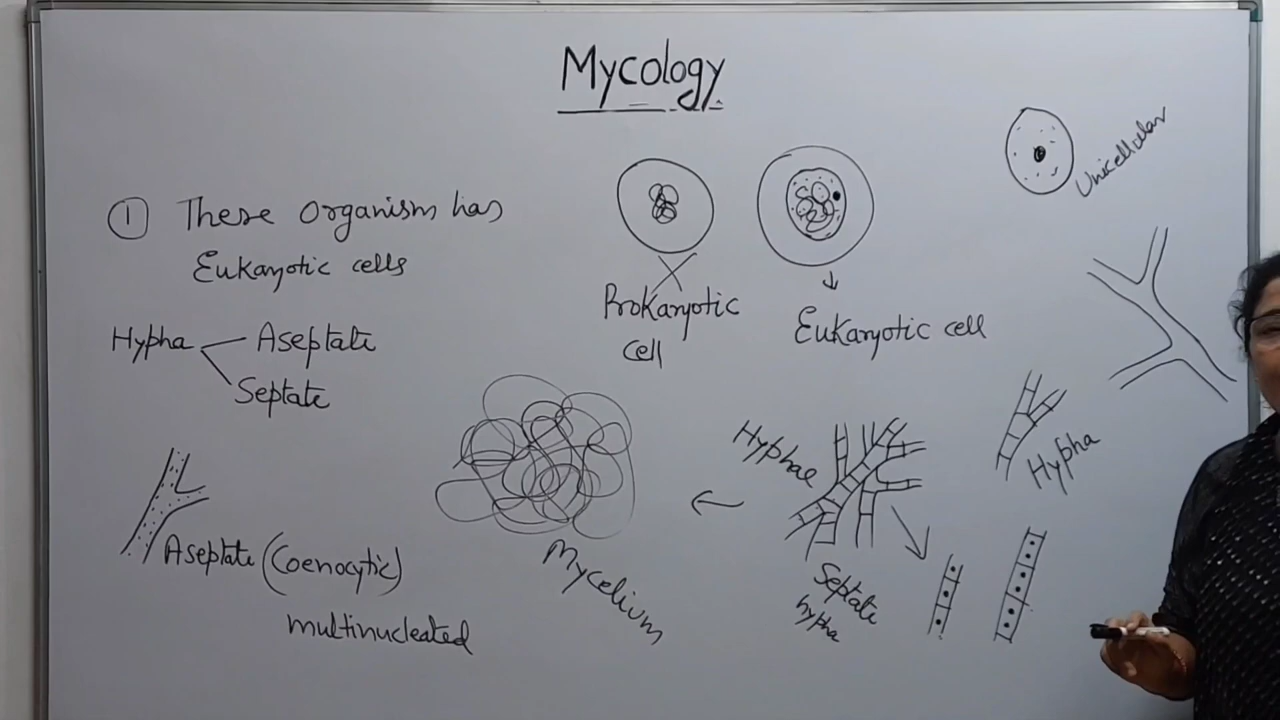 Mycology
Unicellular
① These organism has
Eukaryotic cells
Prokaryotic
cell
Eukaryotic cell
Hypha
Aseptate
Septate
Hyphae
Hypha
Aseptate (Coenocytic)
multinucleated
Mycelium
Septate
hypha